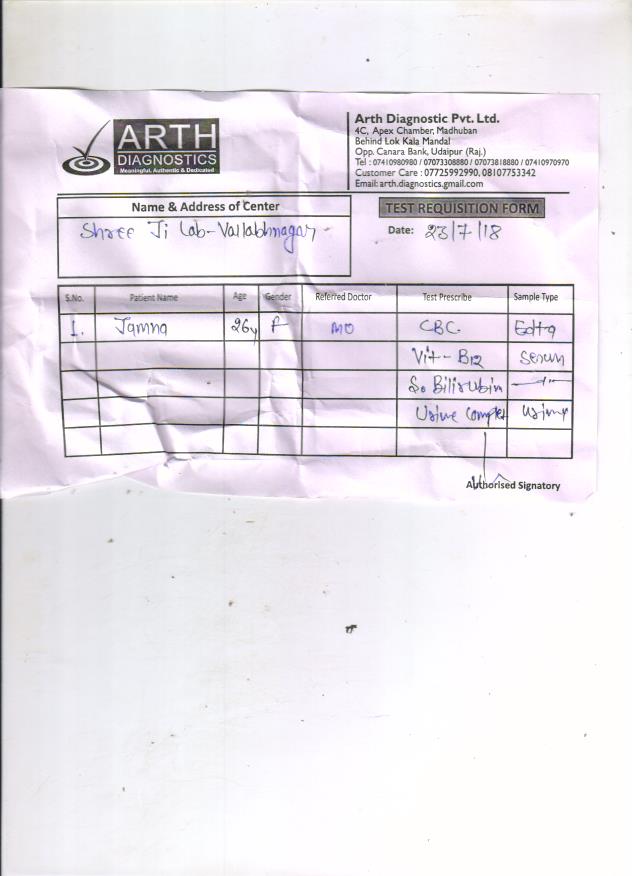 ARTH
DIAGNOSTICS
Meaningful, Authentic & Dedicated
Arth Diagnostic Pvt. Ltd.
4C, Apex Chamber, Madhuban
Behind Lok Kala Mandal
Opp. Canara Bank, Udaipur (Raj.)
Tel : 07410980980 / 07073308880 / 07073818880 / 07410970970
Customer Care : 07725992990, 08107753342
Email: arth.diagnostics.gmail.com
Name & Address of Center
Shree Ji Lab-Vallabhnagar
TEST REQUISITION FORM
Date: 23/7/18
S.No. Patient Name Age Gender Referred Doctor Test Prescribe Sample Type
1. Jamna 26y F MO CBC Edta
Vit-B12 Serum
So Bilirubin —"—
Urine Complet Urine
Authorised Signatory